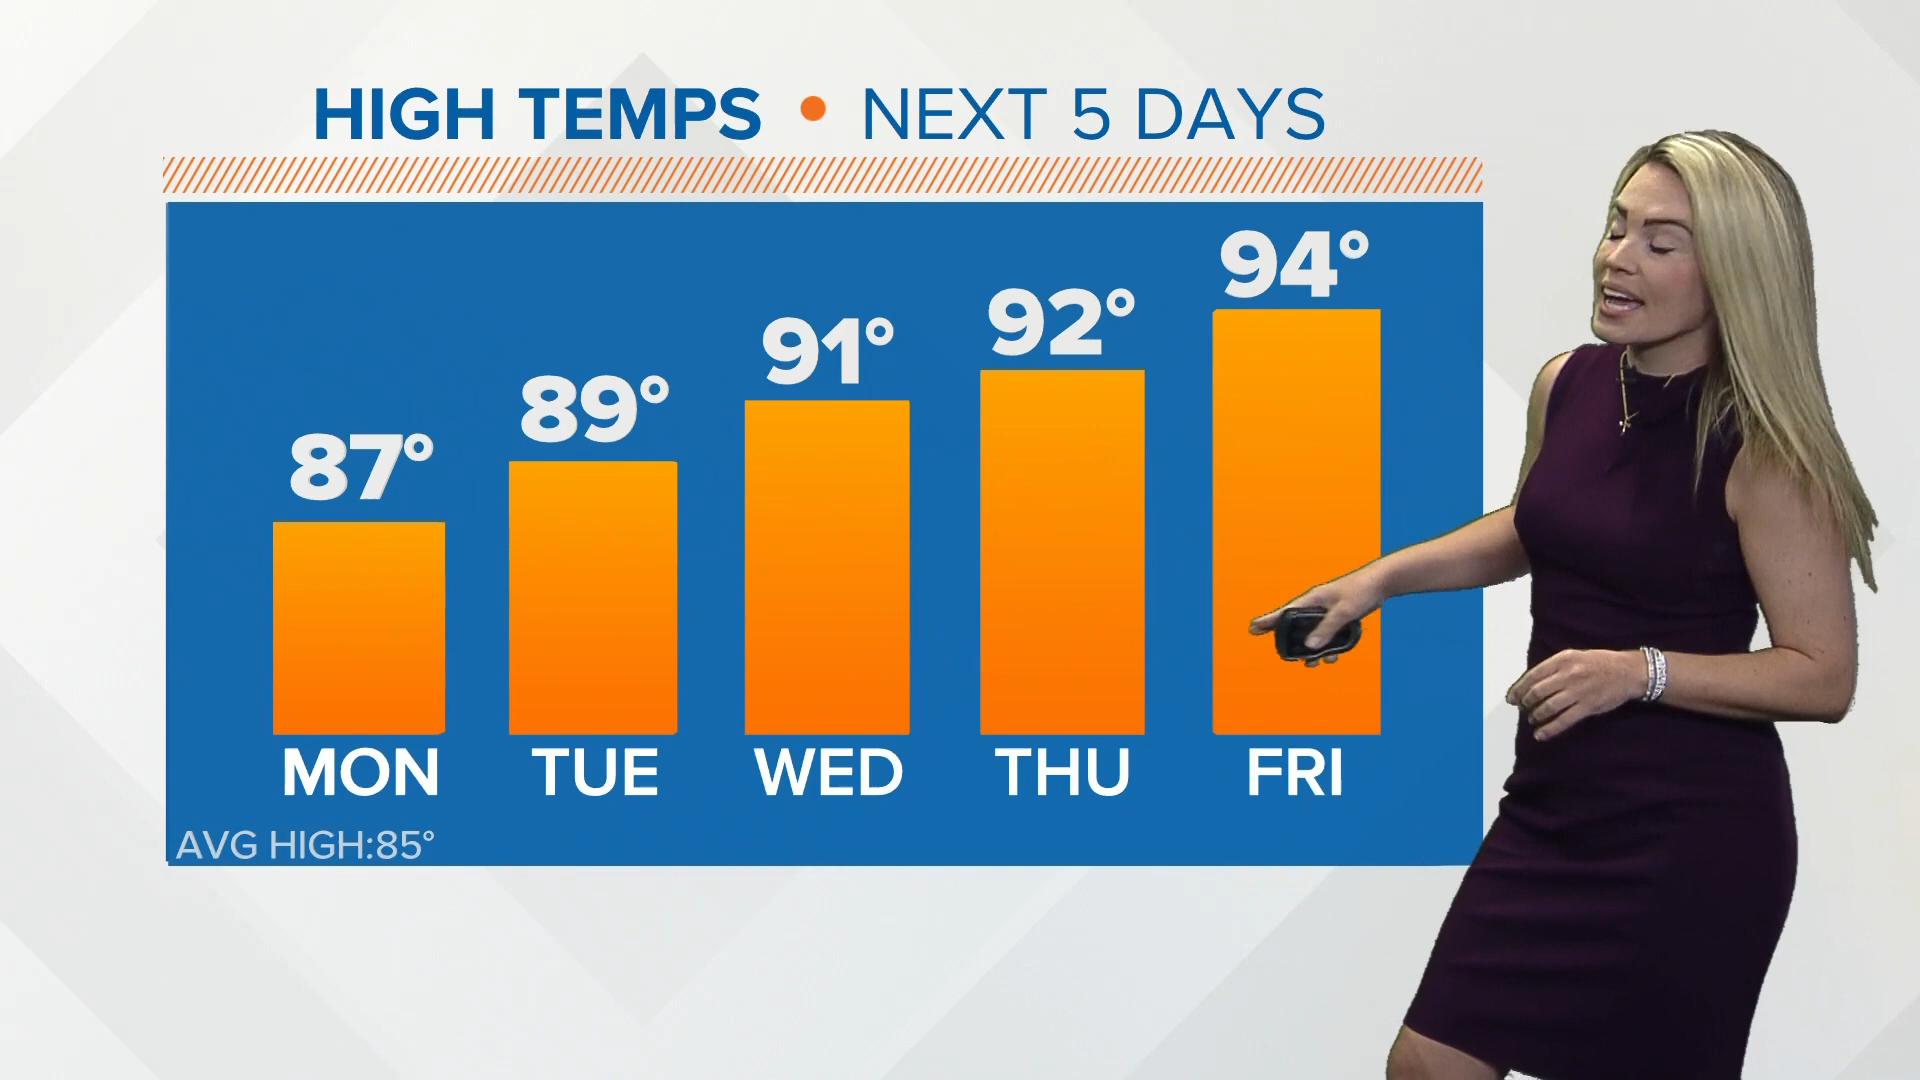 HIGH TEMPS • NEXT 5 DAYS
87° 89° 91° 92° 94°
MON TUE WED THU FRI
AVG HIGH:85°